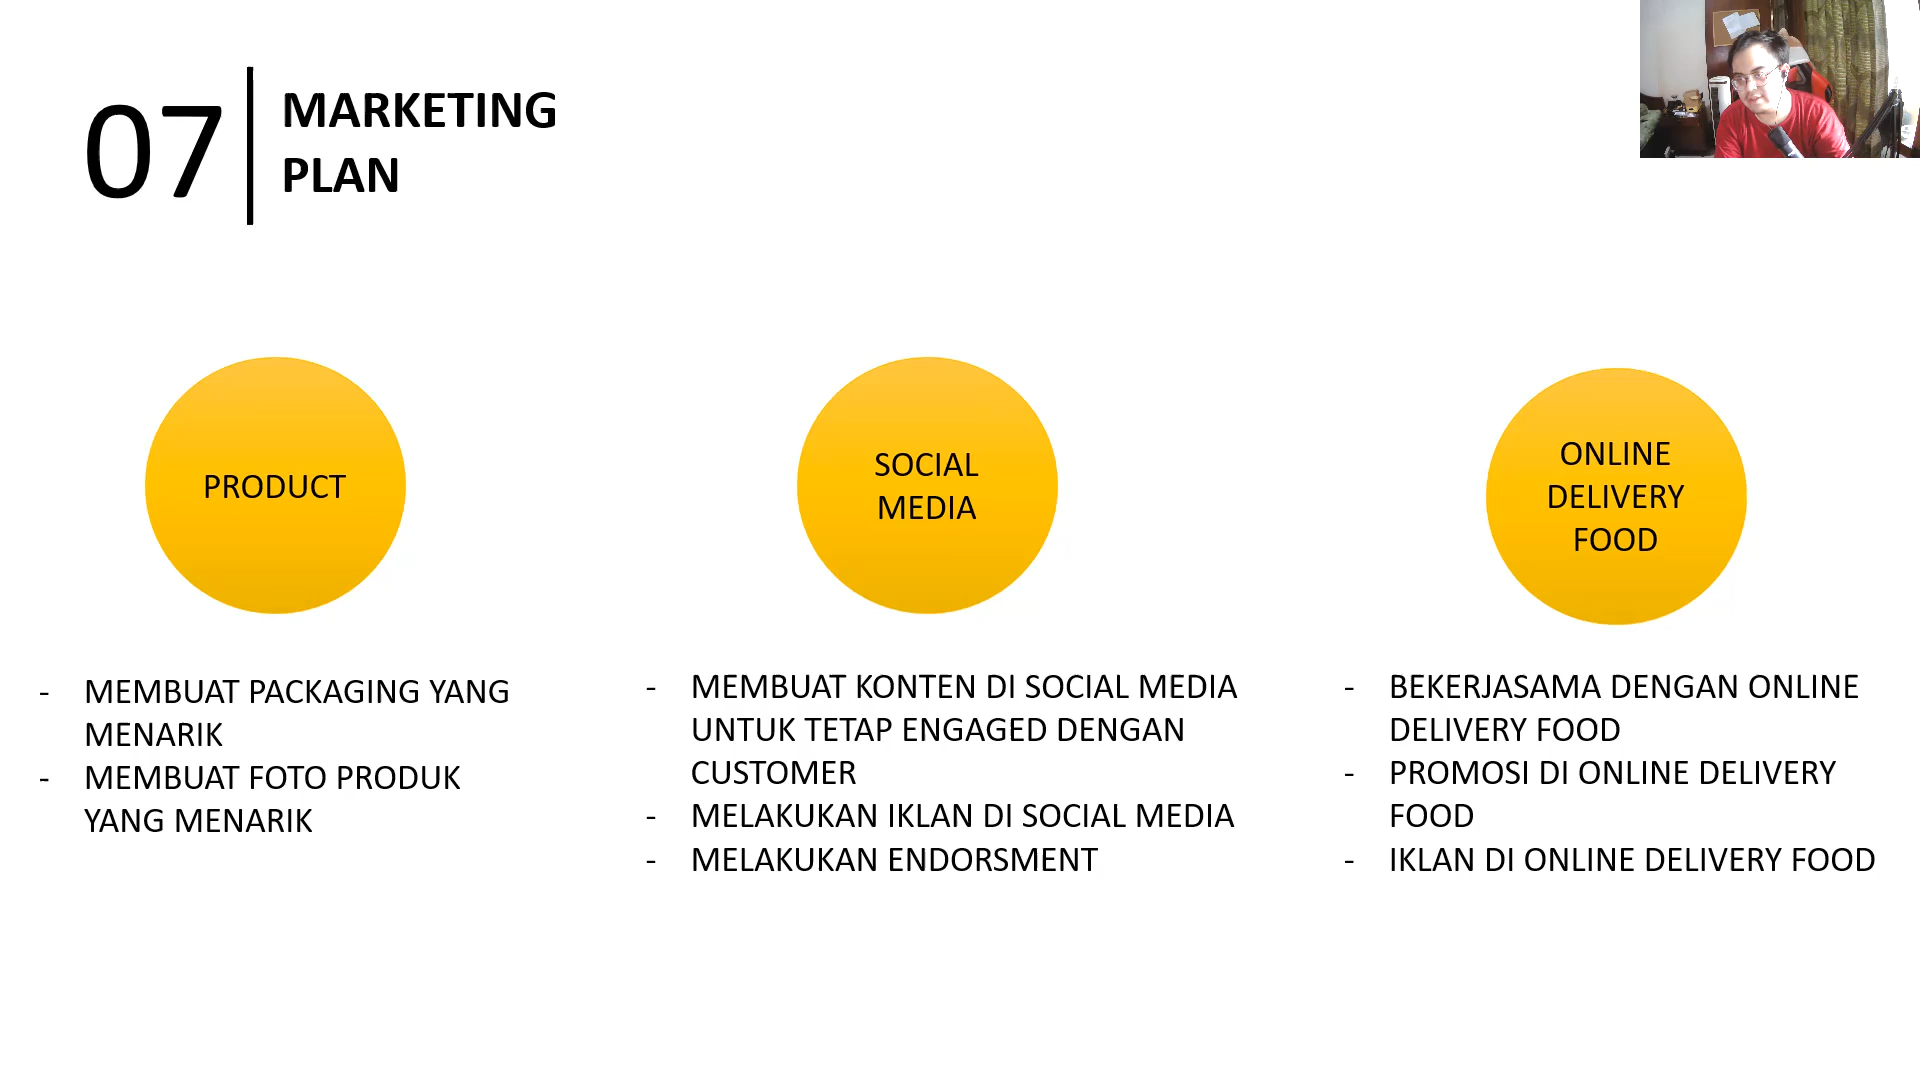 07
MARKETING
PLAN
PRODUCT
- MEMBUAT PACKAGING YANG
MENARIK
- MEMBUAT FOTO PRODUK
YANG MENARIK
SOCIAL
MEDIA
- MEMBUAT KONTEN DI SOCIAL MEDIA
UNTUK TETAP ENGAGED DENGAN
CUSTOMER
- MELAKUKAN IKLAN DI SOCIAL MEDIA
- MELAKUKAN ENDORSMENT
ONLINE
DELIVERY
FOOD
- BEKERJASAMA DENGAN ONLINE
DELIVERY FOOD
- PROMOSI DI ONLINE DELIVERY
FOOD
- IKLAN DI ONLINE DELIVERY FOOD